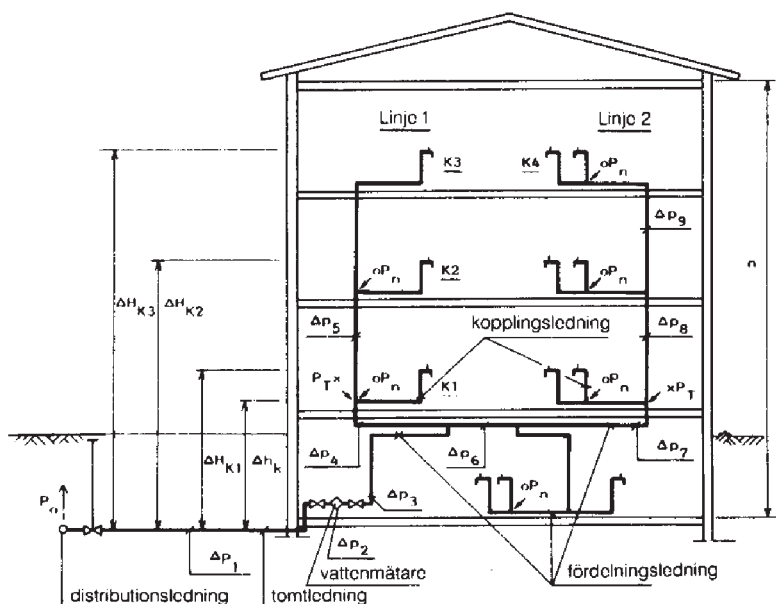 Linje 1 Linje 2
K3 K4 oPn
Δp9
oPn K2 oPn
n
ΔHK3 ΔHK2
Δp5 kopplingsledning Δp8
PT× oPn K1 oPn ×PT
ΔHK1 Δhk
Δp4 Δp6 Δp7
Po Δp3 oPn
ΔP1 Δp2
vattenmätare fördelningsledning
distributionsledning tomtledning